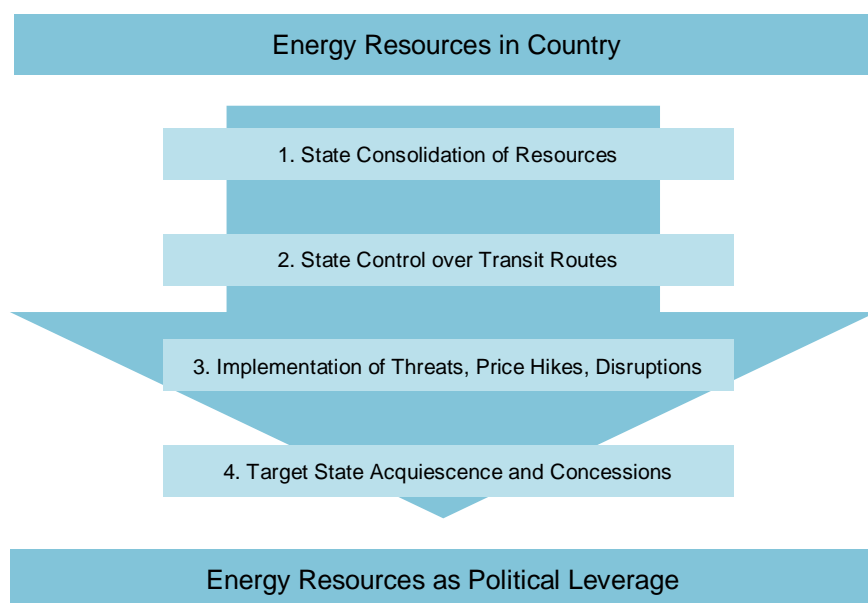 Energy Resources in Country
1. State Consolidation of Resources
2. State Control over Transit Routes
3. Implementation of Threats, Price Hikes, Disruptions
4. Target State Acquiescence and Concessions
Energy Resources as Political Leverage